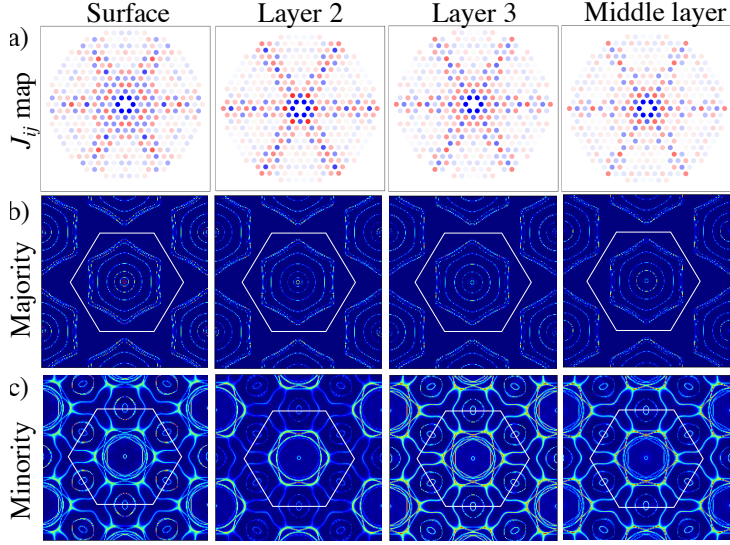 Surface Layer 2 Layer 3 Middle layer
a)
J_ij map
b)
Majority
c)
Minority